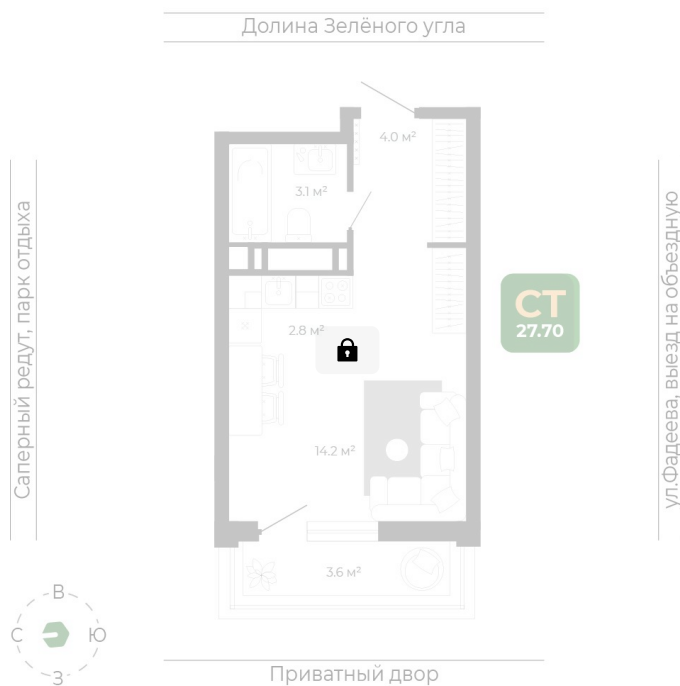 Долина Зелёного угла
4.0 м²
3.1 м²
СТ
27.70
2.8 м²
14.2 м²
3.6 м²
Саперный редут, парк отдыха
ул.Фадеева, выезд на объездную
В
С
Ю
З
Приватный двор